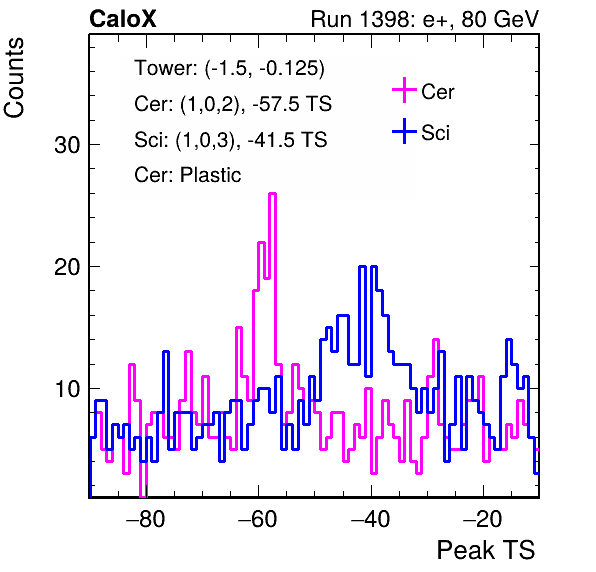 CaloX Run 1398: e+, 80 GeV
Counts
Tower: (-1.5, -0.125)
Cer: (1,0,2), -57.5 TS
Sci: (1,0,3), -41.5 TS
Cer: Plastic
Cer
Sci
30
20
10
−80 −60 −40 −20
Peak TS